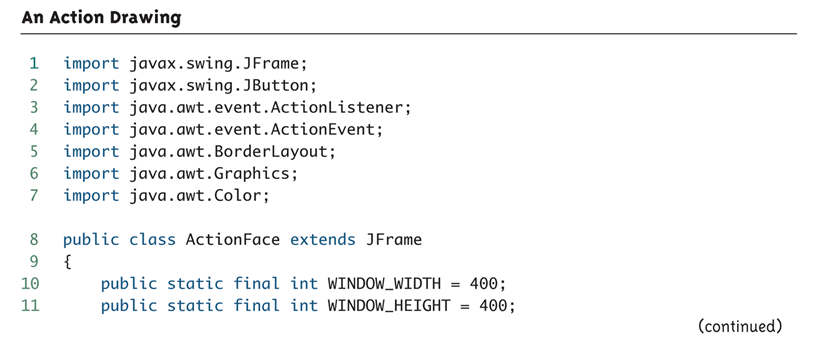 An Action Drawing
1 import javax.swing.JFrame;
2 import javax.swing.JButton;
3 import java.awt.event.ActionListener;
4 import java.awt.event.ActionEvent;
5 import java.awt.BorderLayout;
6 import java.awt.Graphics;
7 import java.awt.Color;
8 public class ActionFace extends JFrame
9 {
10 public static final int WINDOW_WIDTH = 400;
11 public static final int WINDOW_HEIGHT = 400;
(continued)